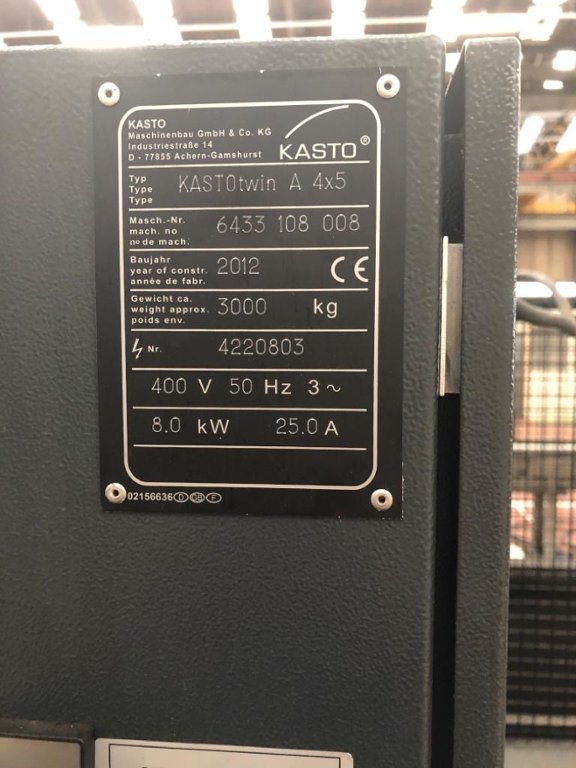 KASTO
Maschinenbau GmbH & Co. KG
Industriestraße 14
D - 77855 Achern-Gamshurst
KASTO®
Typ
Type
Type
KASTOtwin A 4x5
Masch.-Nr.
mach. no
no de mach.
6433 108 008
Baujahr
year of constr.
année de fabr.
2012
CE
Gewicht ca.
weight approx.
poids env.
3000 kg
Nr. 4220803
400 V 50 Hz 3~
8.0 kW 25.0 A
02156636 D GB F